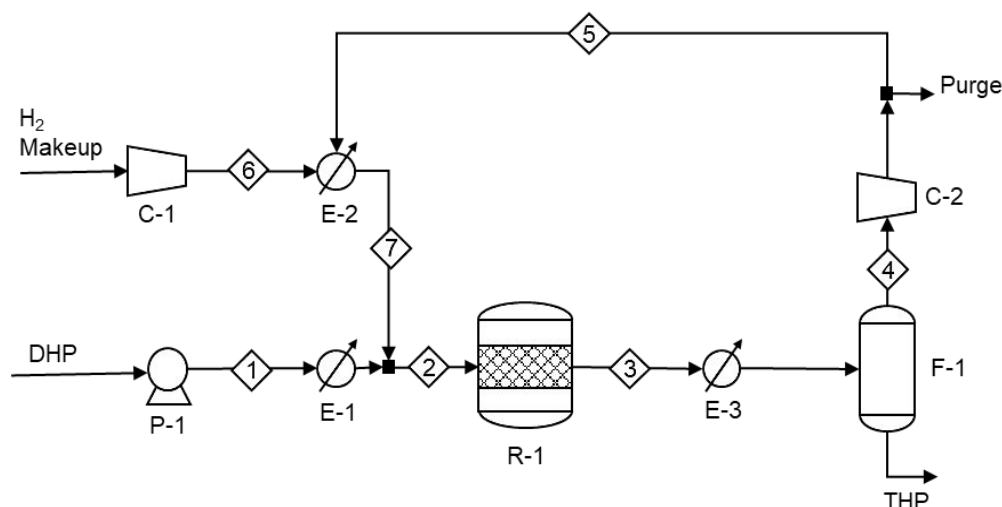 5
Purge
H₂
Makeup
6
C-1
E-2
C-2
7
4
DHP
1
2
3
P-1
E-1
R-1
E-3
F-1
THP